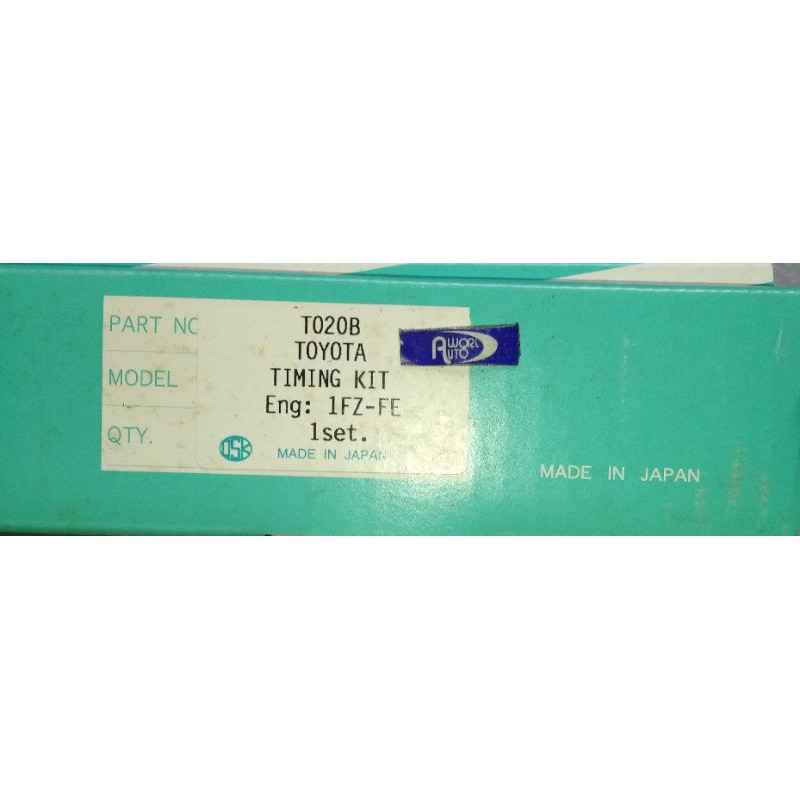 PART NO
T020B
TOYOTA
MODEL
TIMING KIT
Eng: 1FZ-FE
QTY.
1set.
OSK
MADE IN JAPAN
A WORL
AUTO
MADE IN JAPAN